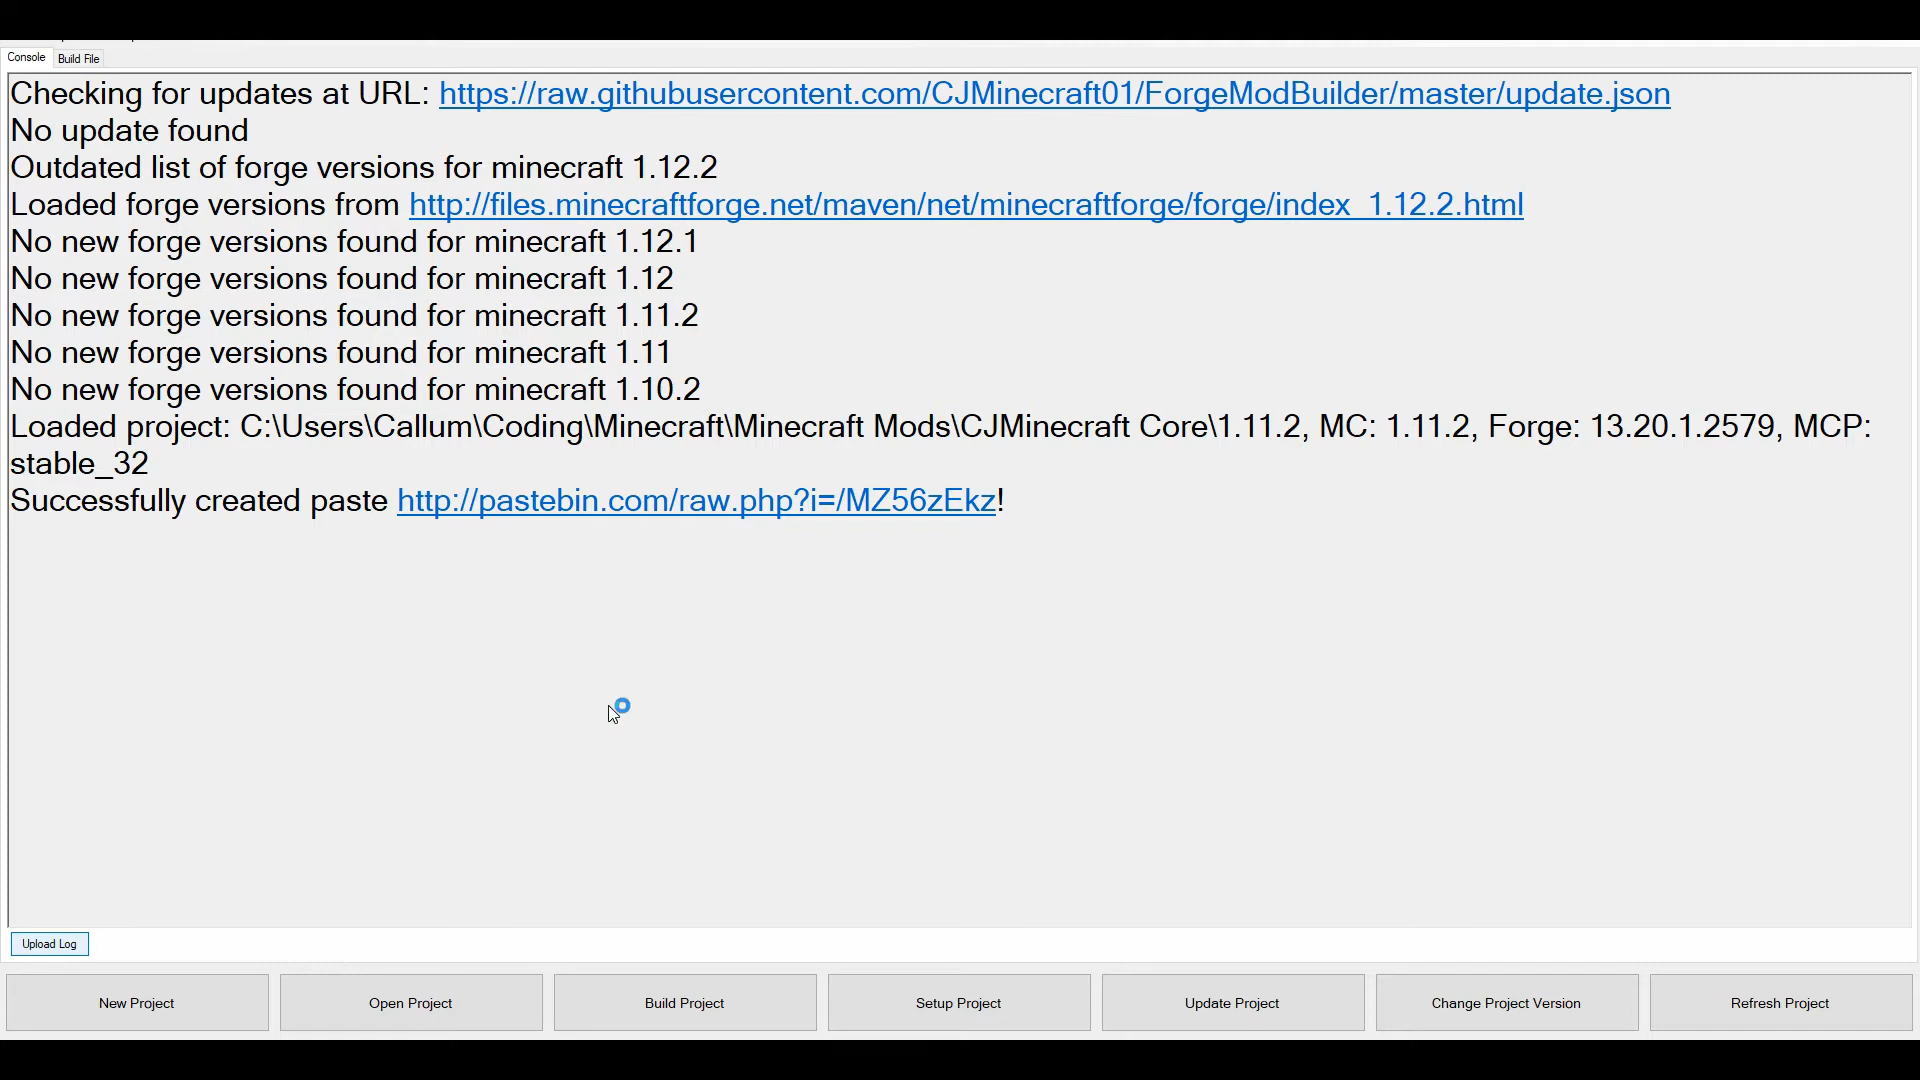 Console
Build File
Checking for updates at URL: https://raw.githubusercontent.com/CJMinecraft01/ForgeModBuilder/master/update.json
No update found
Outdated list of forge versions for minecraft 1.12.2
Loaded forge versions from http://files.minecraftforge.net/maven/net/minecraftforge/forge/index_1.12.2.html
No new forge versions found for minecraft 1.12.1
No new forge versions found for minecraft 1.12
No new forge versions found for minecraft 1.11.2
No new forge versions found for minecraft 1.11
No new forge versions found for minecraft 1.10.2
Loaded project: C:\Users\Callum\Coding\Minecraft\Minecraft Mods\CJMinecraft Core\1.11.2, MC: 1.11.2, Forge: 13.20.1.2579, MCP:
stable_32
Successfully created paste http://pastebin.com/raw.php?i=/MZ56zEkz!
Upload Log
New Project
Open Project
Build Project
Setup Project
Update Project
Change Project Version
Refresh Project